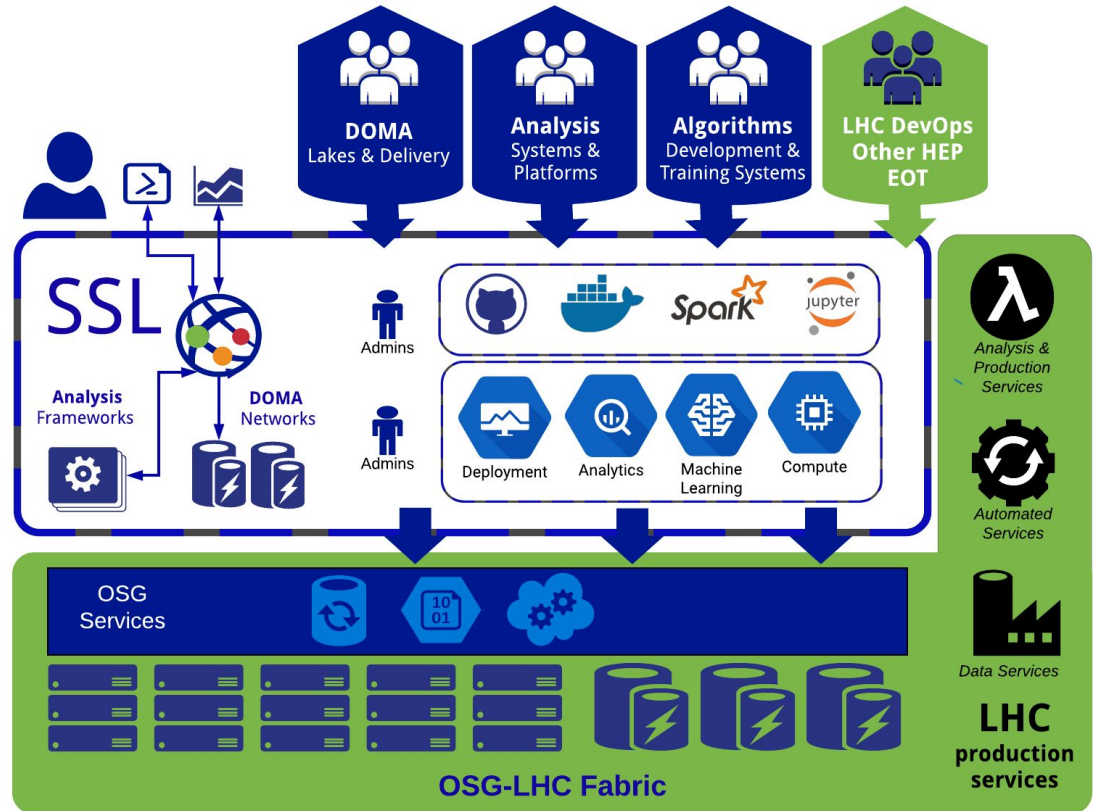 DOMA
Lakes & Delivery
Analysis
Systems &
Platforms
Algorithms
Development &
Training Systems
LHC DevOps
Other HEP
EOT
SSL
Analysis
Frameworks
DOMA
Networks
Admins
Admins
Spark
jupyter
Deployment
Analytics
Machine
Learning
Compute
λ
Analysis &
Production
Services
Automated
Services
Data Services
LHC
production
services
OSG
Services
10
01
OSG-LHC Fabric